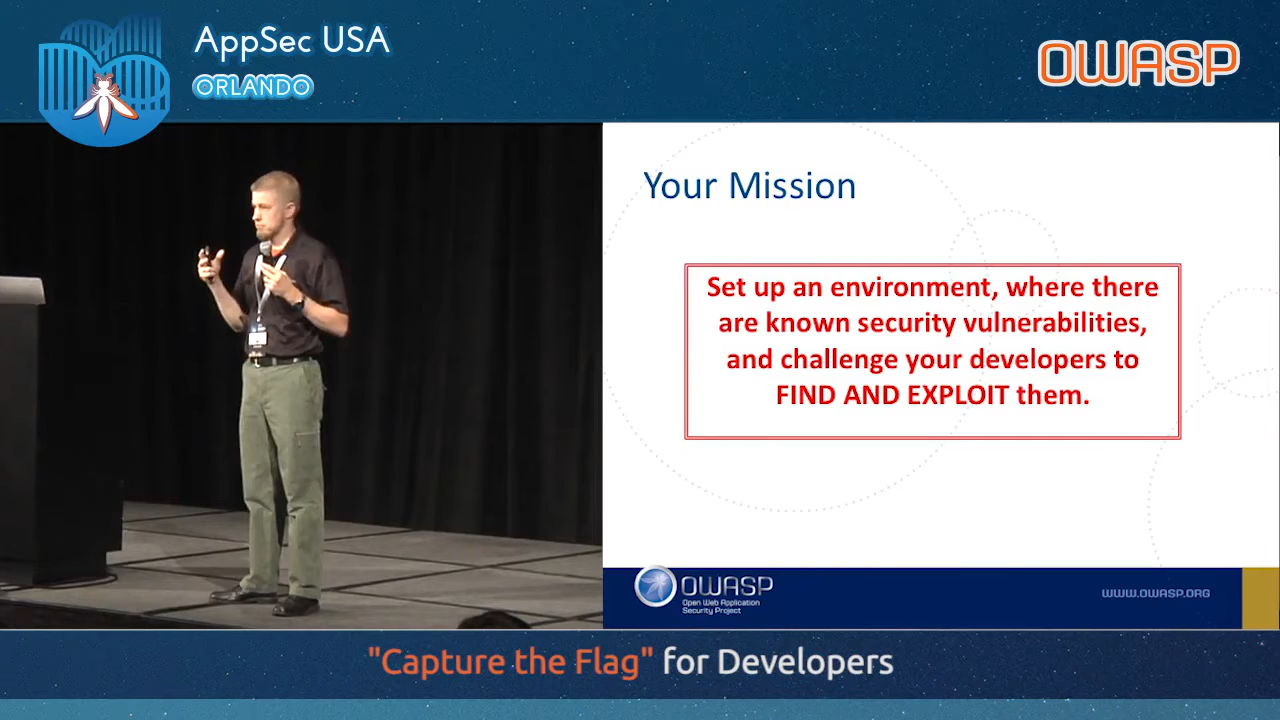 AppSec USA
ORLANDO
OWASP
Your Mission
Set up an environment, where there
are known security vulnerabilities,
and challenge your developers to
FIND AND EXPLOIT them.
OWASP
Open Web Application
Security Project
WWW.OWASP.ORG
"Capture the Flag" for Developers